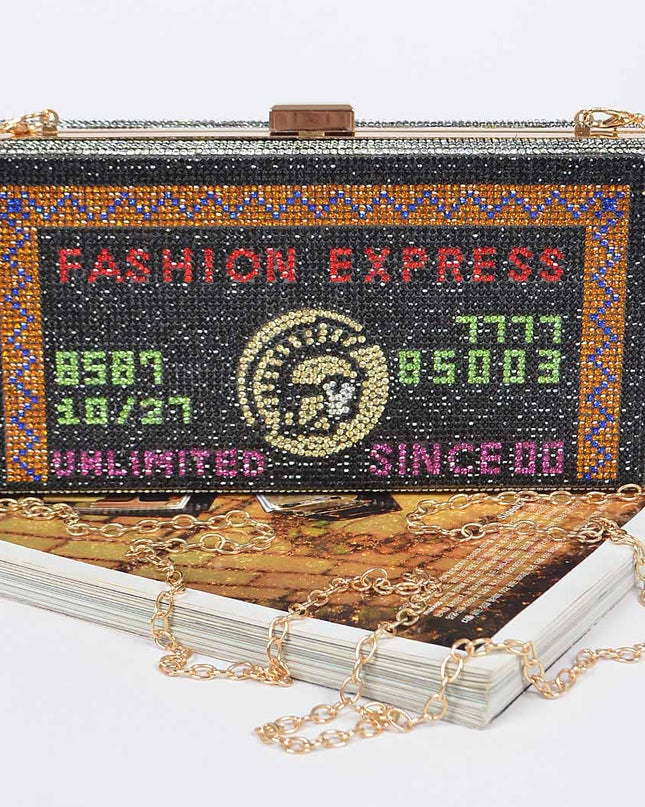 FASHION EXPRESS
7777
8587 85003
10/27
UNLIMITED SINCE 00